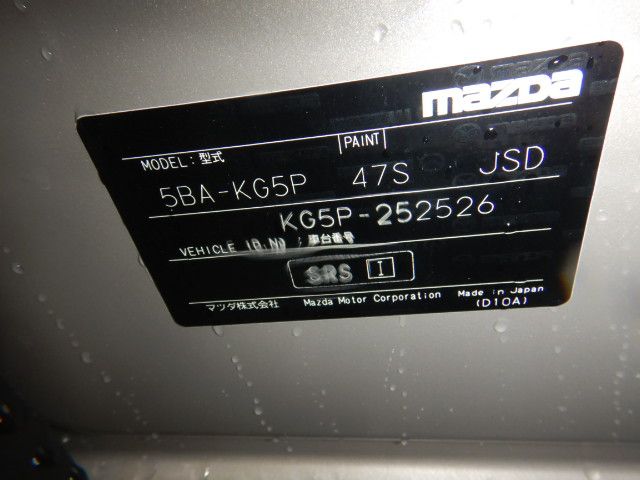 mazda
MODEL : 型式 PAINT
5BA-KG5P 47S JSD
KG5P-252526
VEHICLE (B.N) : 車台番号
SRS I
マツダ株式会社 Mazda Motor Corporation Made in Japan
(D10A)